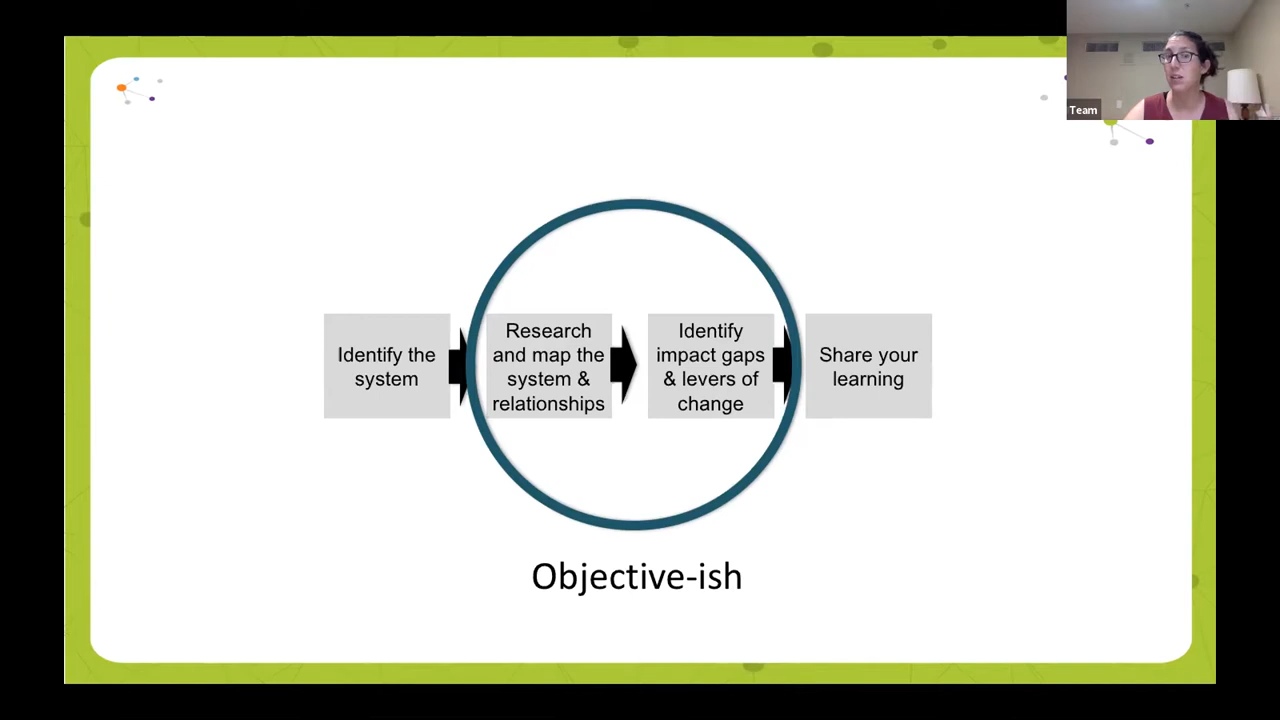 Team
Identify the
system
Research
and map the
system &
relationships
Identify
impact gaps
& levers of
change
Share your
learning
Objective-ish